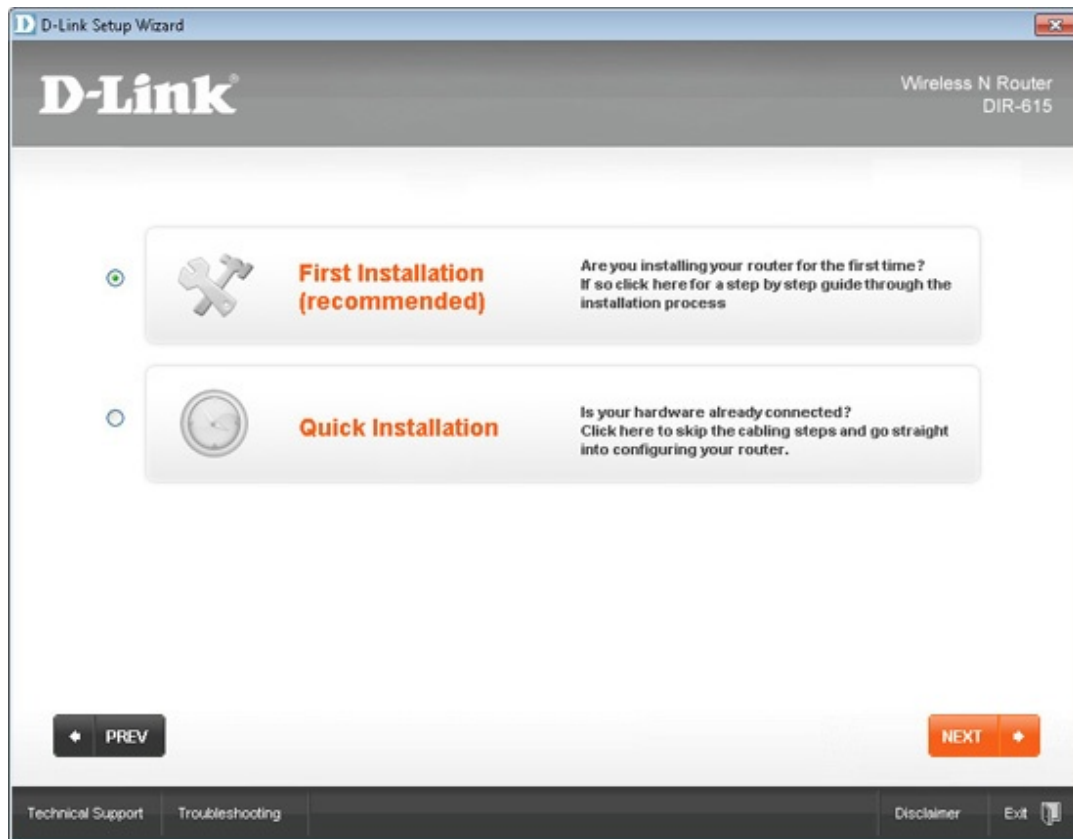 D-Link Setup Wizard
D-Link®
Wireless N Router
DIR-615
First Installation
(recommended)
Are you installing your router for the first time?
If so click here for a step by step guide through the
installation process
Quick Installation
Is your hardware already connected?
Click here to skip the cabling steps and go straight
into configuring your router.
PREV
NEXT
Technical Support
Troubleshooting
Disclaimer
Exit